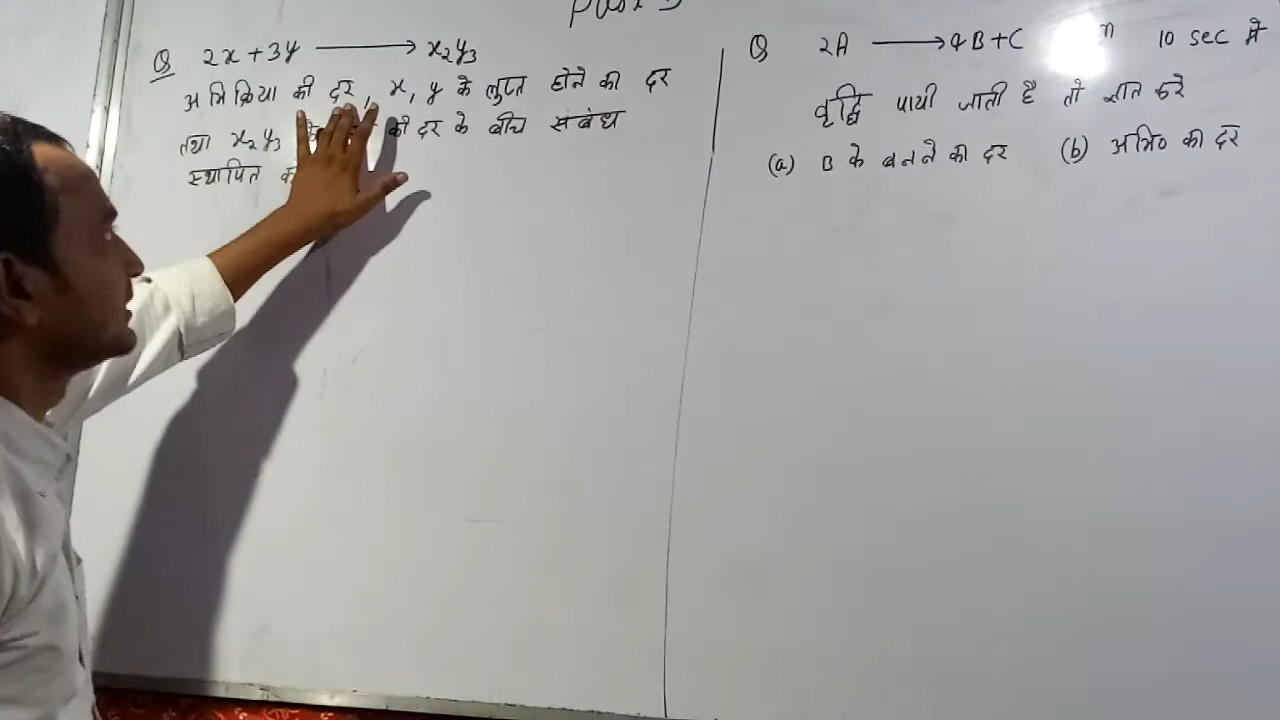 Part
Q 2x + 3y ⟶ x₂y₃
अभिक्रिया की दर, x, y के लुप्त होने की दर
तथा x₂y₃ की दर के बीच संबंध
स्थापित
Q 2A ⟶ 4B + C 10 sec मे
वृद्धि पायी जाती है तो ज्ञात करे
(a) B के बनने की दर (b) अभि० की दर